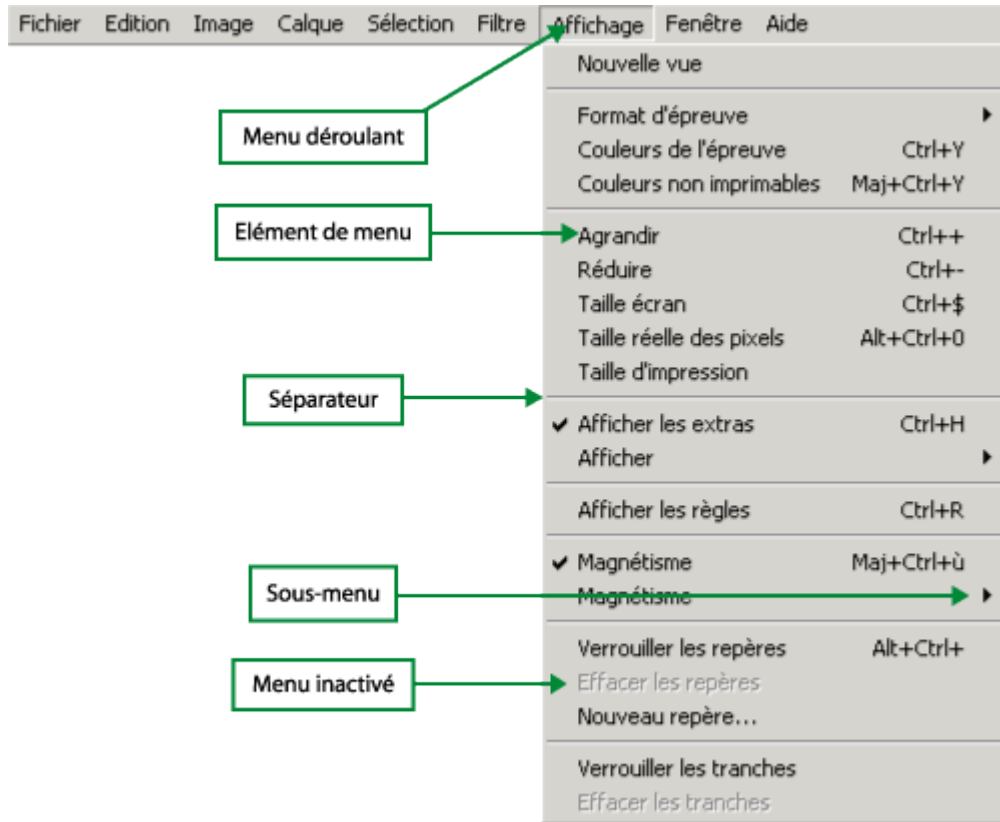 Fichier Edition Image Calque Sélection Filtre Affichage Fenêtre Aide
Nouvelle vue
Menu déroulant
Format d'épreuve
Couleurs de l'épreuve Ctrl+Y
Couleurs non imprimables Maj+Ctrl+Y
Elément de menu
Agrandir Ctrl++
Réduire Ctrl+-
Taille écran Ctrl+$
Taille réelle des pixels Alt+Ctrl+0
Taille d'impression
Séparateur
Afficher les extras Ctrl+H
Afficher
Afficher les règles Ctrl+R
Magnétisme Maj+Ctrl+ù
Sous-menu
Magnétisme
Verrouiller les repères Alt+Ctrl+
Menu inactivé
Effacer les repères
Nouveau repère...
Verrouiller les tranches
Effacer les tranches